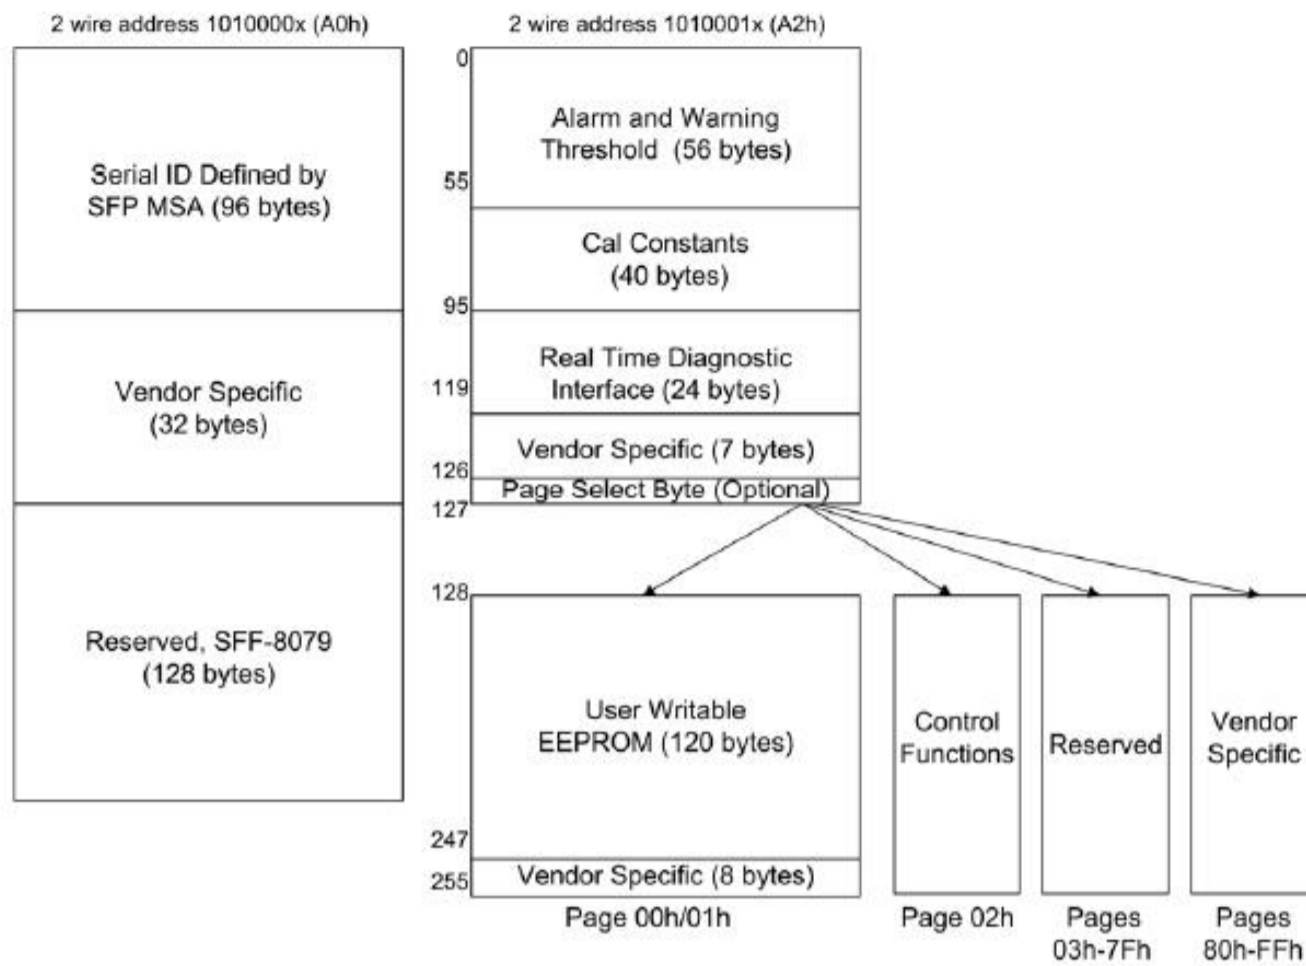 2 wire address 1010000x (A0h)
Serial ID Defined by
SFP MSA (96 bytes)
Vendor Specific
(32 bytes)
Reserved, SFF-8079
(128 bytes)
2 wire address 1010001x (A2h)
0
Alarm and Warning
Threshold (56 bytes)
55
Cal Constants
(40 bytes)
95
Real Time Diagnostic
Interface (24 bytes)
119
Vendor Specific (7 bytes)
126
Page Select Byte (Optional)
127
128
User Writable
EEPROM (120 bytes)
247
Vendor Specific (8 bytes)
255
Page 00h/01h
Control
Functions
Page 02h
Reserved
Pages
03h-7Fh
Vendor
Specific
Pages
80h-FFh